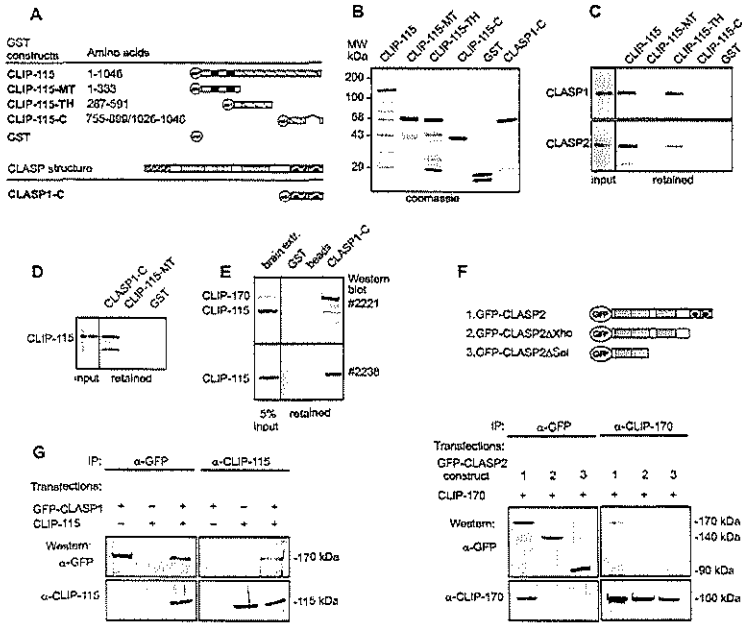 A
GST
constructs Amino acids
CLIP-115 1-1046
CLIP-115-MT 1-333
CLIP-115-TH 287-591
CLIP-115-C 755-899/1026-1046
GST
CLASP structure
CLASP1-C
B
MW
kDa
CLIP-115
CLIP-115-MT
CLIP-115-TH
CLIP-115-C
GST
CLASP1-C
200
100
68
43
29
coomassie
C
CLIP-115
CLIP-115-MT
CLIP-115-TH
CLIP-115-C
GST
CLASP1
CLASP2
input retained
D
CLASP1-C
CLIP-115-MT
GST
CLIP-115
input retained
E
brain extr.
GST
beads
CLASP1-C
Western
blot
CLIP-170
CLIP-115
#2221
CLIP-115
#2238
5%
input
retained
F
1.GFP-CLASP2 GFP
2.GFP-CLASP2ΔXho GFP
3.GFP-CLASP2ΔSal GFP
IP: α-GFP α-CLIP-170
Transfections:
GFP-CLASP2
construct 1 2 3 1 2 3
CLIP-170 + + + + + +
Western:
α-GFP
-170 kDa
-140 kDa
-90 kDa
α-CLIP-170 -160 kDa
G
IP: α-GFP α-CLIP-115
Transfections:
GFP-CLASP1 + – + + – +
CLIP-115 – + + – + +
Western:
α-GFP
-170 kDa
α-CLIP-115 -115 kDa